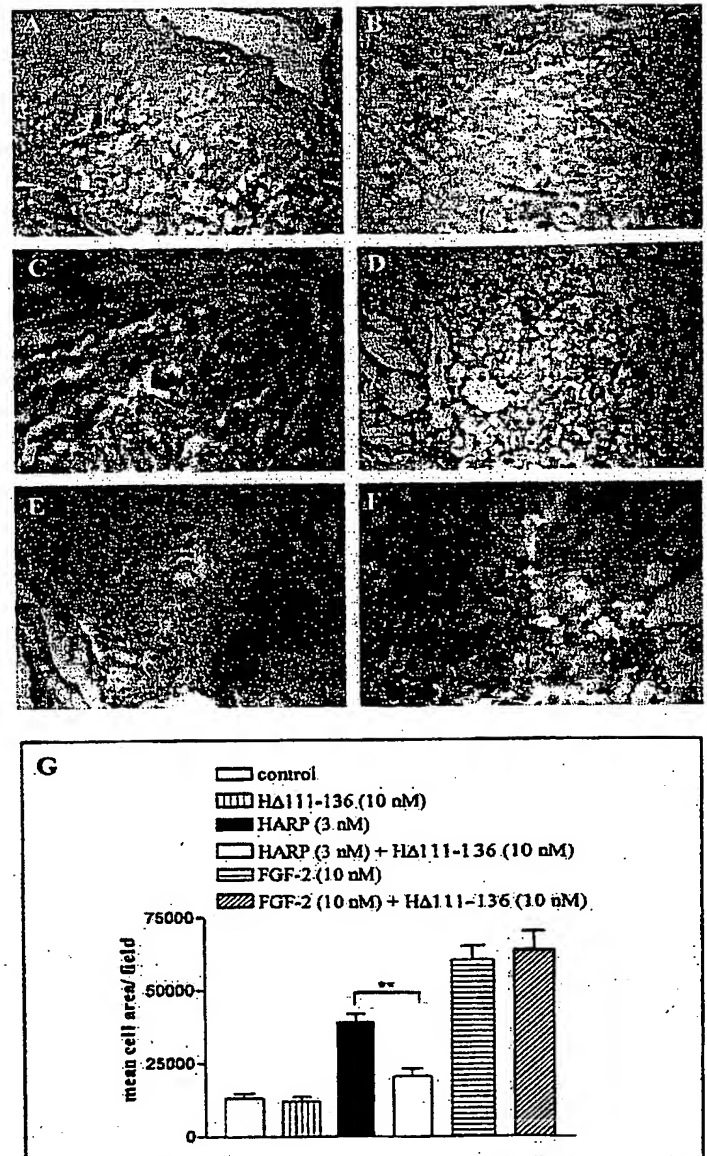 A
B
C
D
E
F
G
control
HΔ111-136 (10 nM)
HARP (3 nM)
HARP (3 nM) + HΔ111-136 (10 nM)
FGF-2 (10 nM)
FGF-2 (10 nM) + HΔ111-136 (10 nM)
75000
50000
25000
0
mean cell area/ field
**